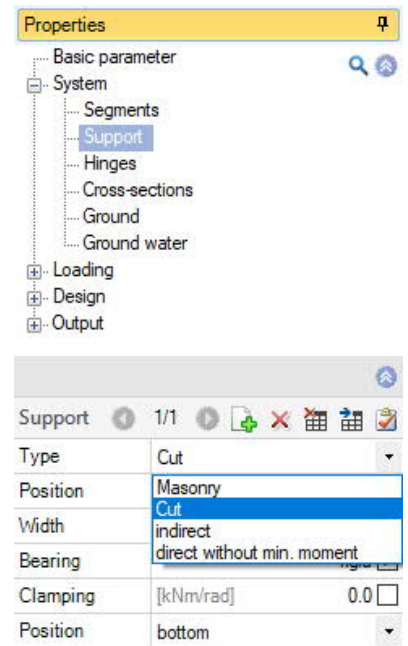 Properties
Basic parameter
System
Segments
Support
Hinges
Cross-sections
Ground
Ground water
Loading
Design
Output
Support 1/1
Type Cut
Position Masonry
Cut
Width indirect
direct without min. moment
Bearing
Clamping [kNm/rad] 0.0
Position bottom